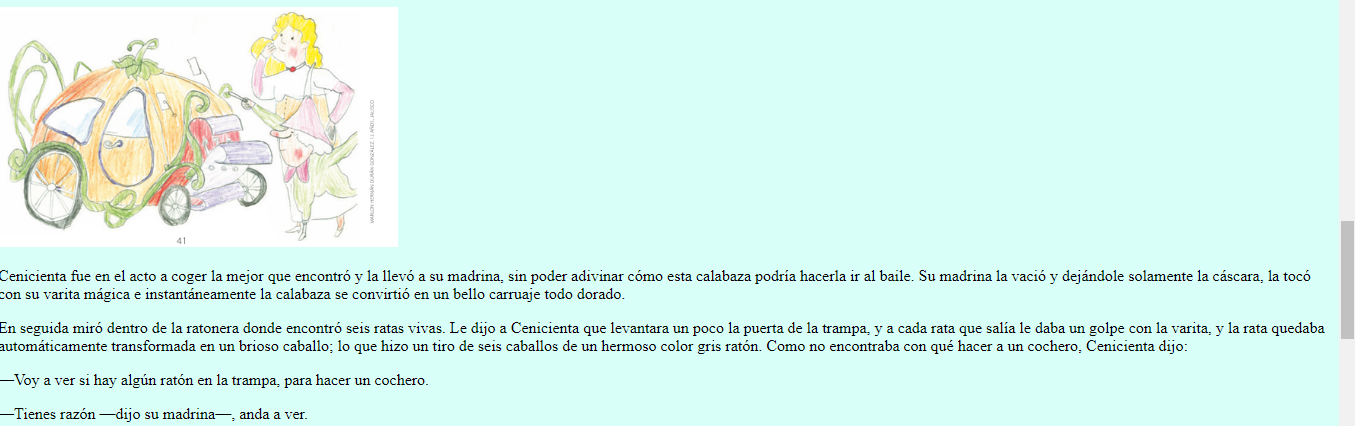 MARLON HERNÁN DURÁN GONZÁLEZ, 12 AÑOS, JALISCO
41
Cenicienta fue en el acto a coger la mejor que encontró y la llevó a su madrina, sin poder adivinar cómo esta calabaza podría hacerla ir al baile. Su madrina la vació y dejándole solamente la cáscara, la tocó
con su varita mágica e instantáneamente la calabaza se convirtió en un bello carruaje todo dorado.
En seguida miró dentro de la ratonera donde encontró seis ratas vivas. Le dijo a Cenicienta que levantara un poco la puerta de la trampa, y a cada rata que salía le daba un golpe con la varita, y la rata quedaba
automáticamente transformada en un brioso caballo; lo que hizo un tiro de seis caballos de un hermoso color gris ratón. Como no encontraba con qué hacer a un cochero, Cenicienta dijo:
—Voy a ver si hay algún ratón en la trampa, para hacer un cochero.
—Tienes razón —dijo su madrina—, anda a ver.